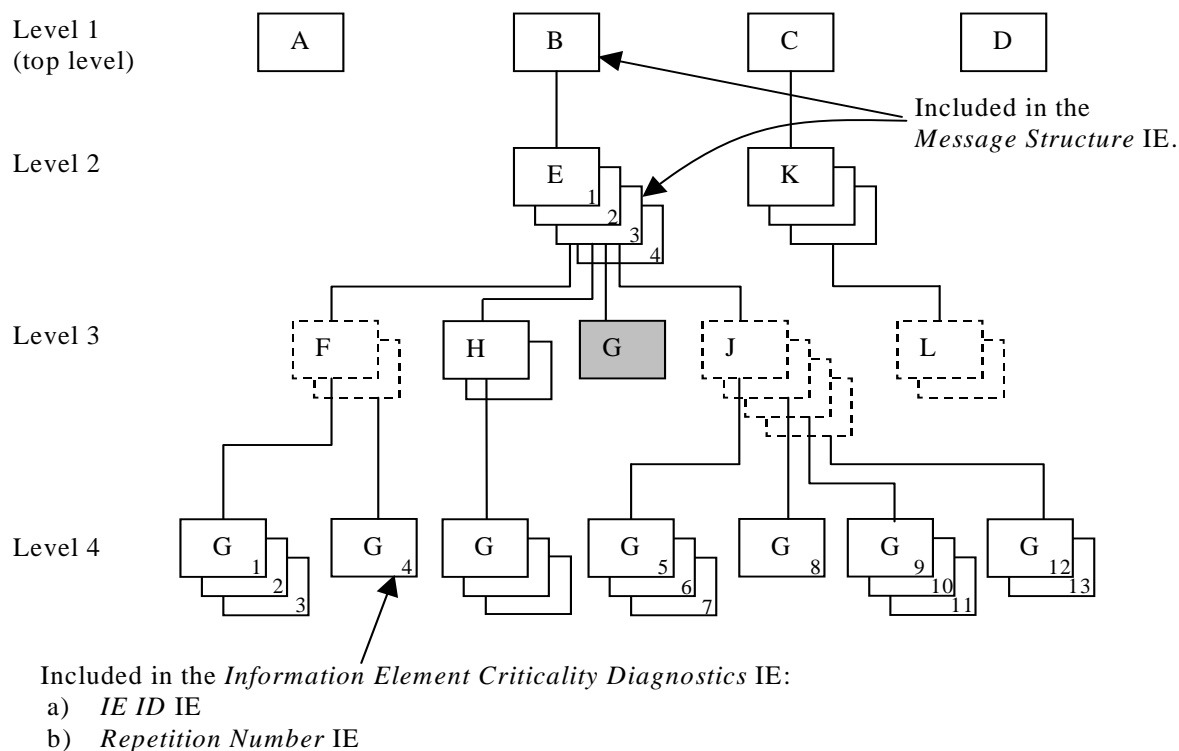 Level 1
(top level)
A
B
C
D
Included in the
Message Structure IE.
Level 2
E
1
2
3
4
K
Level 3
F
H
G
J
L
Level 4
G
1
2
3
G
4
G
G
5
6
7
G
8
G
9
10
11
G
12
13
Included in the Information Element Criticality Diagnostics IE:
a) IE ID IE
b) Repetition Number IE